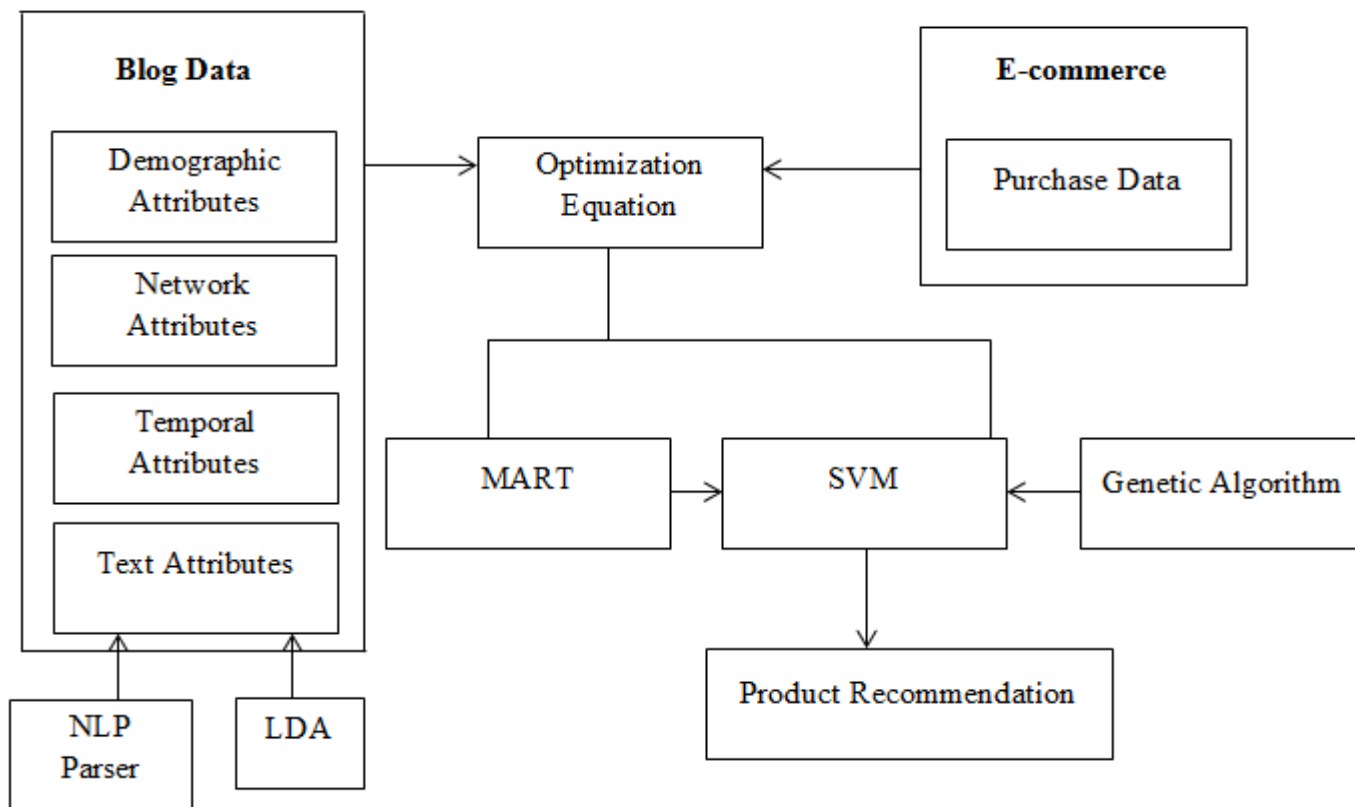 Blog Data
Demographic
Attributes
Network
Attributes
Temporal
Attributes
Text Attributes
NLP
Parser
LDA
Optimization
Equation
E-commerce
Purchase Data
MART
SVM
Genetic Algorithm
Product Recommendation